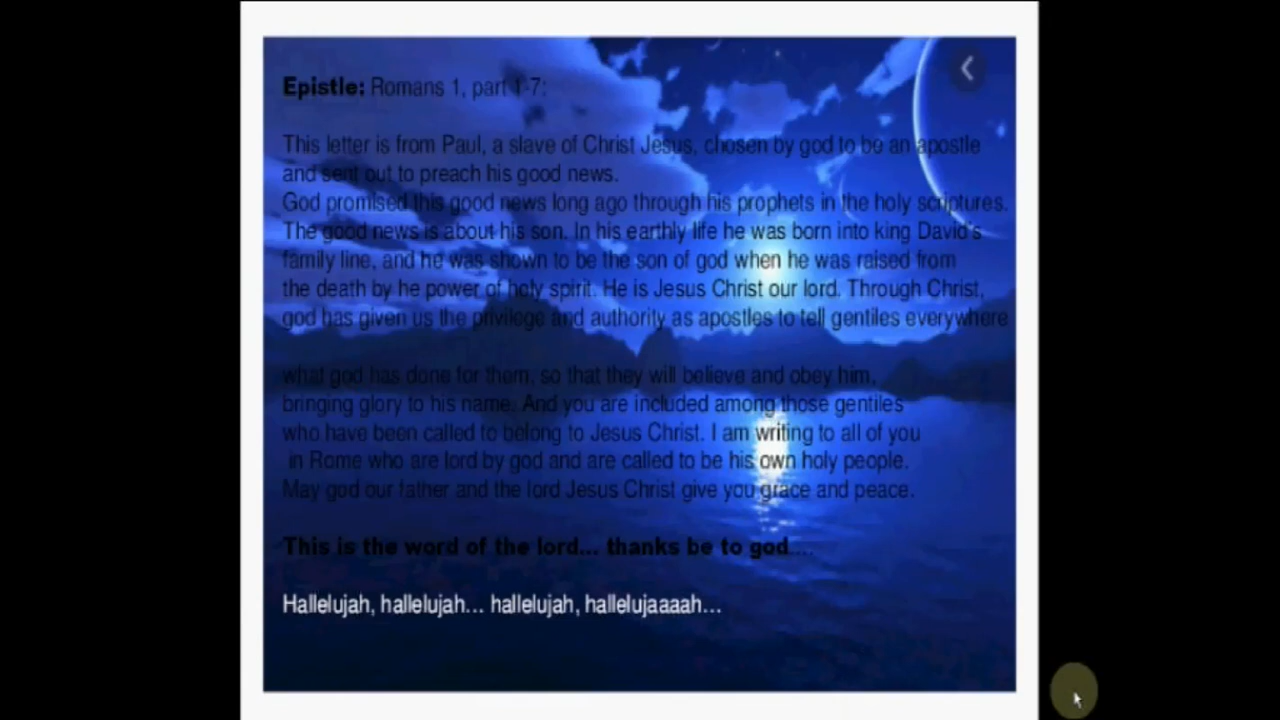 Epistle: Romans 1, part 1-7:
This letter is from Paul, a slave of Christ Jesus, chosen by god to be an apostle
and sent out to preach his good news.
God promised this good news long ago through his prophets in the holy scriptures.
The good news is about his son. In his earthly life he was born into king David's
family line, and he was shown to be the son of god when he was raised from
the death by he power of holy spirit. He is Jesus Christ our lord. Through Christ,
god has given us the privilege and authority as apostles to tell gentiles everywhere
what god has done for them, so that they will believe and obey him,
bringing glory to his name. And you are included among those gentiles
who have been called to belong to Jesus Christ. I am writing to all of you
in Rome who are lord by god and are called to be his own holy people.
May god our father and the lord Jesus Christ give you grace and peace.
This is the word of the lord... thanks be to god....
Hallelujah, hallelujah... hallelujah, hallelujaaaah...